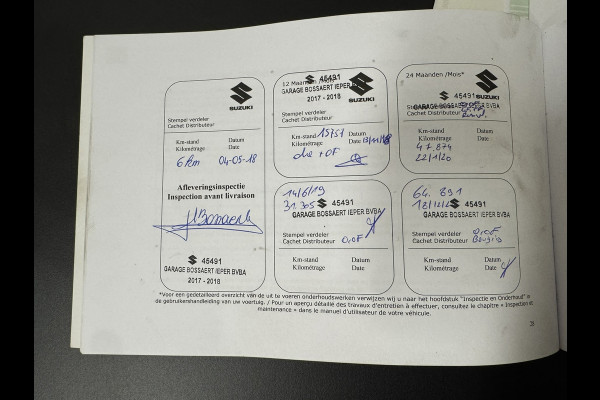 SUZUKI
Stempel verdeler
Cachet Distributeur
Km-stand Datum
Kilométrage Date
6 km 04-05-18
Afleveringsinspectie
Inspection avant livraison
45491
GARAGE BOSSAERT IEPER BVBA
2017 - 2018
12 Maanden
45491
GARAGE BOSSAERT IEPER
2017 - 2018
SUZUKI
Stempel verdeler
Cachet Distributeur
Km-stand 15751 Datum
Kilométrage Date
24 Maanden /Mois*
SUZUKI
45491
GARAGE BOSSAERT IEPER BVBA
Stempel verdeler
Cachet Distributeur
Km-stand Datum
Kilométrage Date
47.874
22/1/20
14/6/19
31.305
45491
GARAGE BOSSAERT IEPER BVBA
Stempel verdeler
Cachet Distributeur
O+OF
Km-stand Datum
Kilométrage Date
64.891
45491
GARAGE BOSSAERT IEPER BVBA
Stempel verdeler
Cachet Distributeur
O+OF
Km-stand Datum
Kilométrage Date
*Voor een gedetailleerd overzicht van de uit te voeren onderhoudswerken verwijzen wij u naar het hoofdstuk "Inspectie en Onderhoud" in
de gebruikershandleiding van uw voertuig. / Pour un aperçu détaillé des travaux d'entretien à effectuer, consultez le chapitre « Inspection et
maintenance » dans le manuel d'utilisateur de votre véhicule.
3